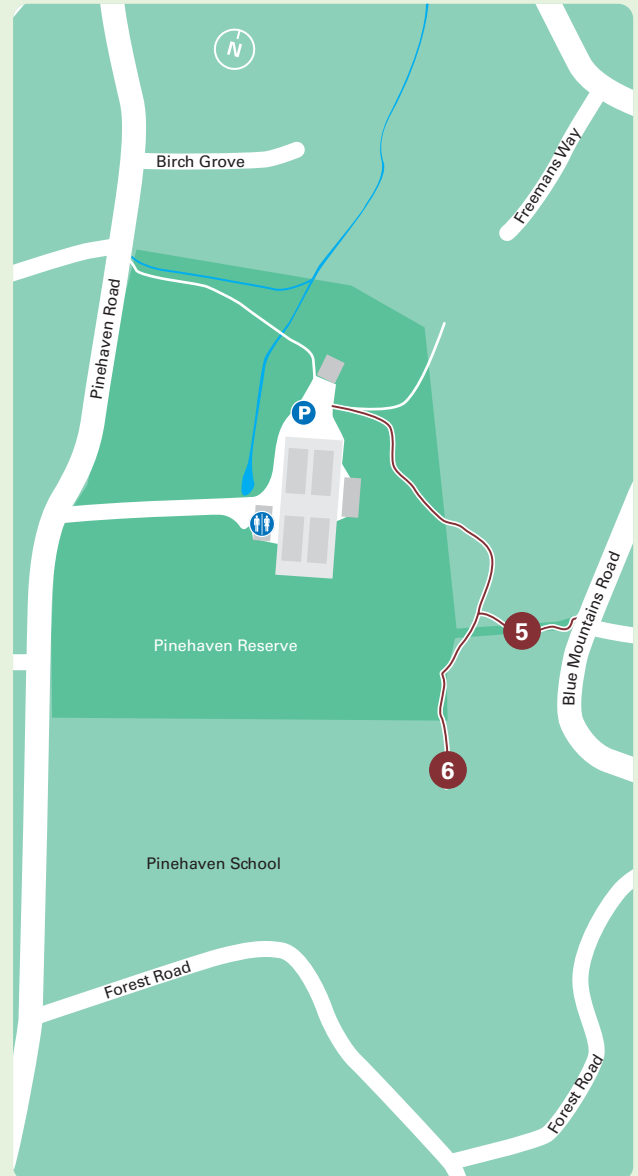 N
Birch Grove
Freemans Way
Pinehaven Road
P
Blue Mountains Road
5
Pinehaven Reserve
6
Pinehaven School
Forest Road
Forest Road